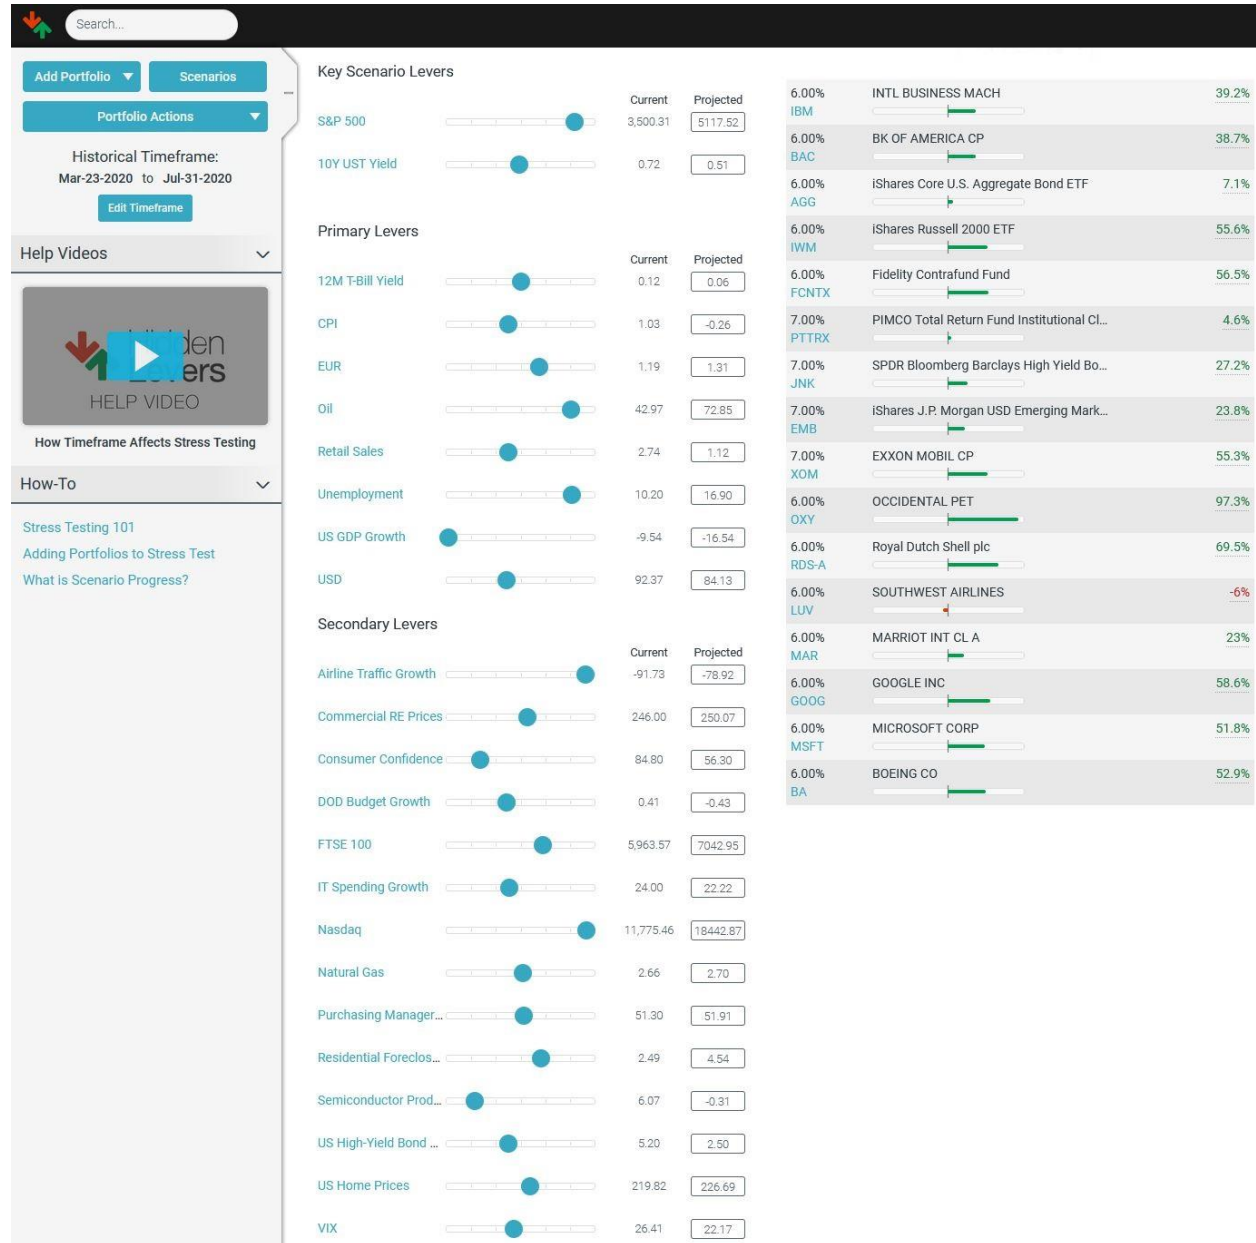 Search...
Add Portfolio
Scenarios
Portfolio Actions
Historical Timeframe:
Mar-23-2020 to Jul-31-2020
Edit Timeframe
Help Videos
Hidden
Levers
HELP VIDEO
How Timeframe Affects Stress Testing
How-To
Stress Testing 101
Adding Portfolios to Stress Test
What is Scenario Progress?
Key Scenario Levers
Current Projected
S&P 500 3,500.31 5117.52
10Y UST Yield 0.72 0.51
Primary Levers
Current Projected
12M T-Bill Yield 0.12 0.06
CPI 1.03 -0.26
EUR 1.19 1.31
Oil 42.97 72.85
Retail Sales 2.74 1.12
Unemployment 10.20 16.90
US GDP Growth -9.54 -16.54
USD 92.37 84.13
Secondary Levers
Current Projected
Airline Traffic Growth -91.73 -78.92
Commercial RE Prices 246.00 250.07
Consumer Confidence 84.80 56.30
DOD Budget Growth 0.41 -0.43
FTSE 100 5,963.57 7042.95
IT Spending Growth 24.00 22.22
Nasdaq 11,775.46 18442.87
Natural Gas 2.66 2.70
Purchasing Manager... 51.30 51.91
Residential Foreclos... 2.49 4.54
Semiconductor Prod... 6.07 -0.31
US High-Yield Bond ... 5.20 2.50
US Home Prices 219.82 226.69
VIX 26.41 22.17
6.00% INTL BUSINESS MACH 39.2%
IBM
6.00% BK OF AMERICA CP 38.7%
BAC
6.00% iShares Core U.S. Aggregate Bond ETF 7.1%
AGG
6.00% iShares Russell 2000 ETF 55.6%
IWM
6.00% Fidelity Contrafund Fund 56.5%
FCNTX
7.00% PIMCO Total Return Fund Institutional Cl... 4.6%
PTTRX
7.00% SPDR Bloomberg Barclays High Yield Bo... 27.2%
JNK
7.00% iShares J.P. Morgan USD Emerging Mark... 23.8%
EMB
7.00% EXXON MOBIL CP 55.3%
XOM
6.00% OCCIDENTAL PET 97.3%
OXY
6.00% Royal Dutch Shell plc 69.5%
RDS-A
6.00% SOUTHWEST AIRLINES -6%
LUV
6.00% MARRIOT INT CL A 23%
MAR
6.00% GOOGLE INC 58.6%
GOOG
6.00% MICROSOFT CORP 51.8%
MSFT
6.00% BOEING CO 52.9%
BA